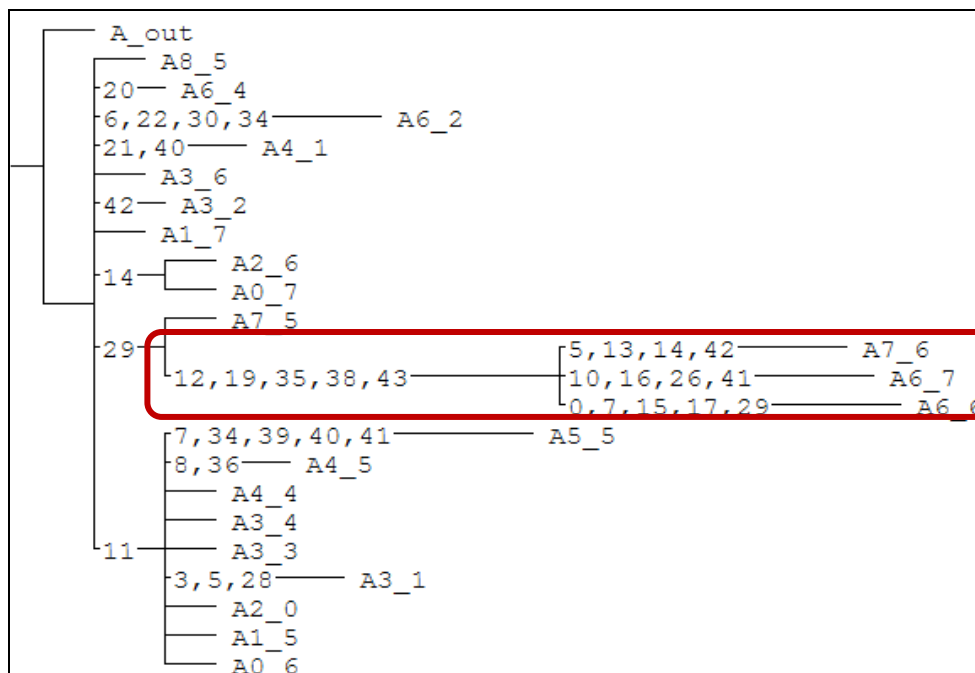 A_out
A8_5
20 A6_4
6,22,30,34 A6_2
21,40 A4_1
A3_6
42 A3_2
A1_7
A2_6
14
A0_7
A7_5
29
5,13,14,42 A7_6
12,19,35,38,43 10,16,26,41 A6_7
0,7,15,17,29 A6_6
7,34,39,40,41 A5_5
8,36 A4_5
A4_4
A3_4
11 A3_3
3,5,28 A3_1
A2_0
A1_5
A0_6